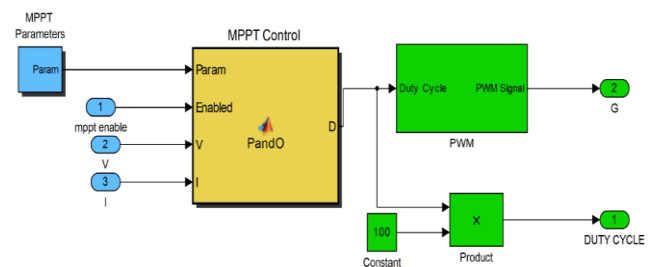 MPPT
Parameters
Param
MPPT Control
Param
Enabled
V
I
PandO
D
1
mppt enable
2
V
3
I
Duty Cycle
PWM Signal
PWM
2
G
100
Constant
X
Product
1
DUTY CYCLE